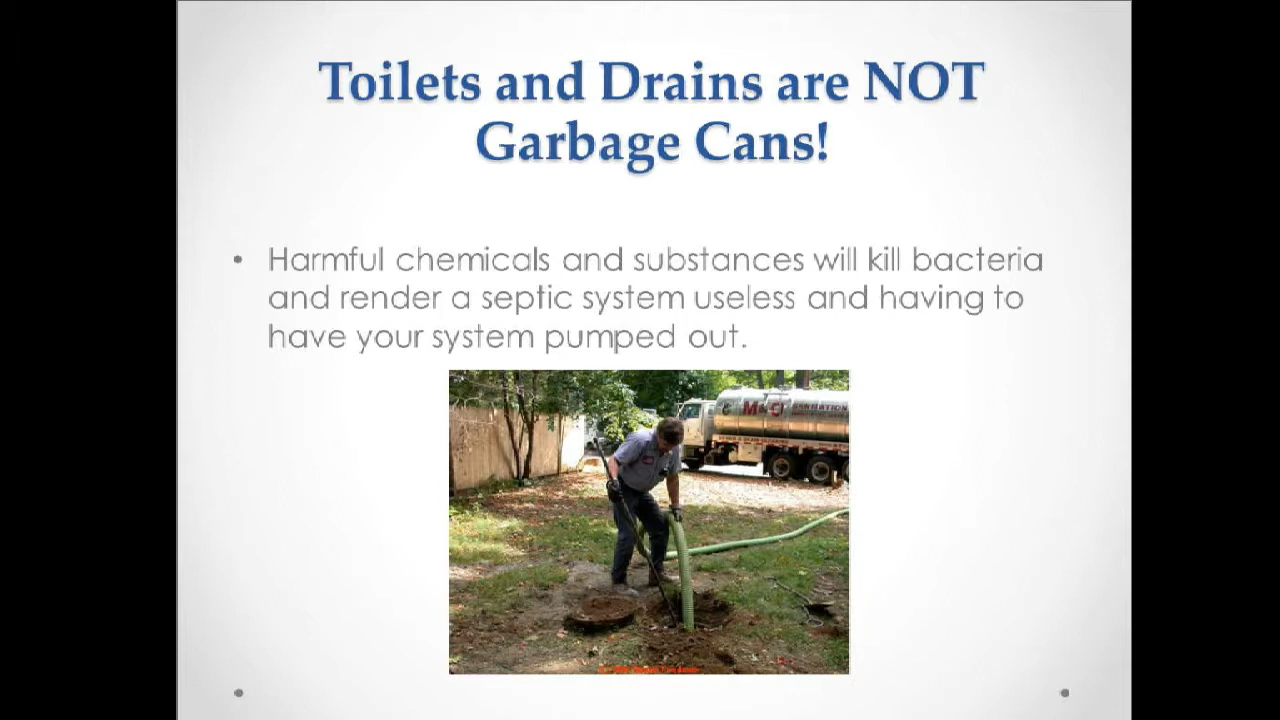 Toilets and Drains are NOT
Garbage Cans!
• Harmful chemicals and substances will kill bacteria
and render a septic system useless and having to
have your system pumped out.